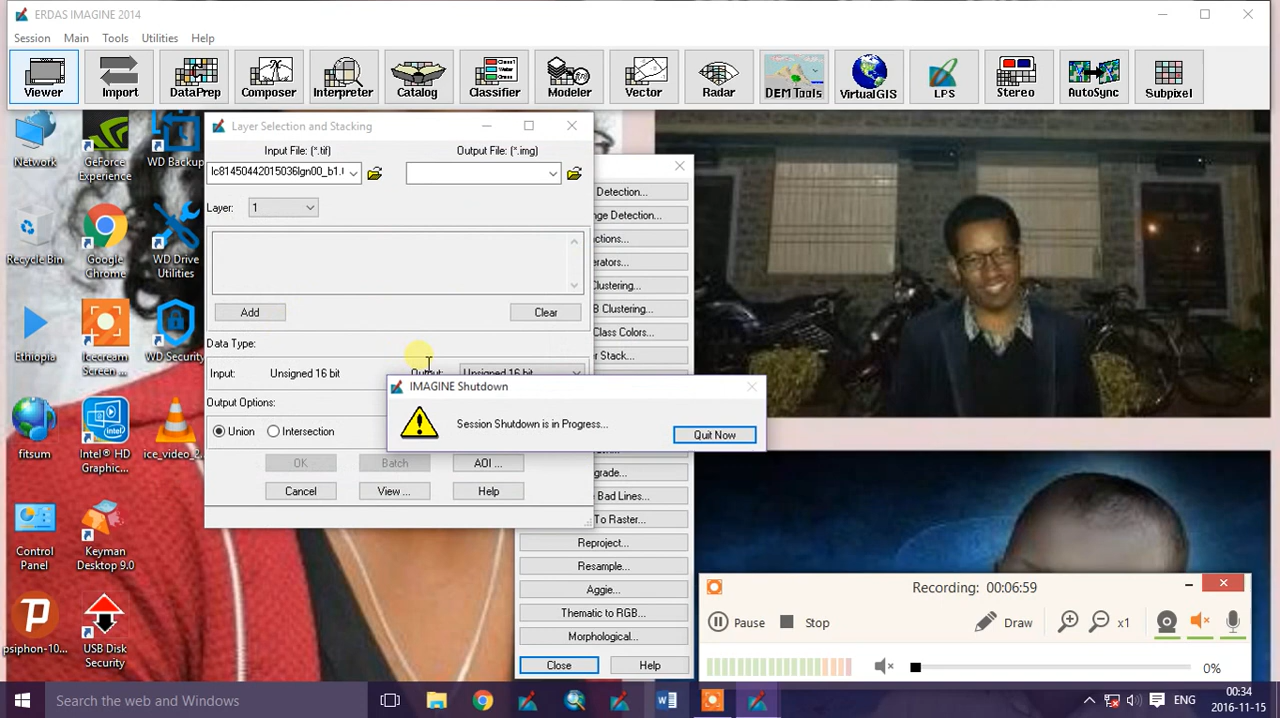 ERDAS IMAGINE 2014
Session Main Tools Utilities Help
Viewer Import DataPrep Composer Interpreter Catalog Classifier Modeler Vector Radar DEM Tools VirtualGIS LPS Stereo AutoSync Subpixel
Layer Selection and Stacking
Input File: (*.tif) Output File: (*.img)
Layer: 1
Add Clear
Data Type:
Input: Unsigned 16 bit Output: Unsigned 16 bit
Output Options:
Union Intersection
OK Batch AOI ...
Cancel View ... Help
IMAGINE Shutdown
Session Shutdown is in Progress...
Quit Now
Detection...
nge Detection...
ctions...
erators...
Clustering...
B Clustering...
Class Colors...
r Stack...
grade...
Bad Lines...
To Raster...
Reproject...
Resample...
Aggie...
Thematic to RGB...
Morphological...
Close Help
Network
GeForce Experience
WD Backup
Recycle Bin
Google Chrome
WD Drive Utilities
Ethiopia
Icecream Screen ...
WD Security
fitsum
Intel® HD Graphic...
ice_video_2...
Control Panel
Keyman Desktop 9.0
psiphon-10...
USB Disk Security
Recording: 00:06:59
Pause Stop Draw x1
0%
Search the web and Windows
ENG
00:34
2016-11-15